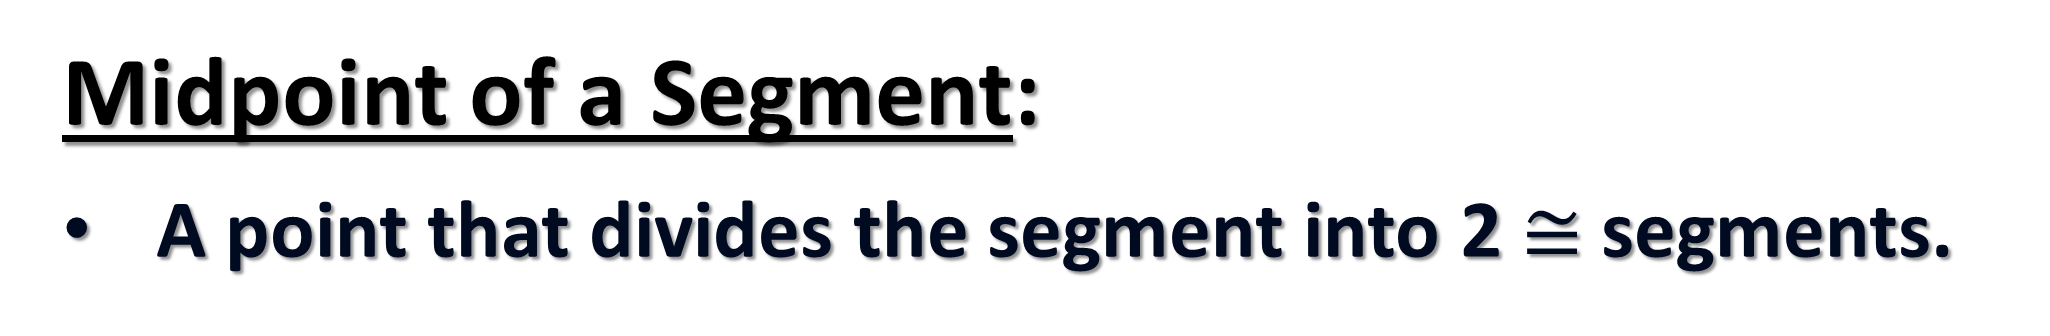 Midpoint of a Segment:
• A point that divides the segment into 2 ≅ segments.